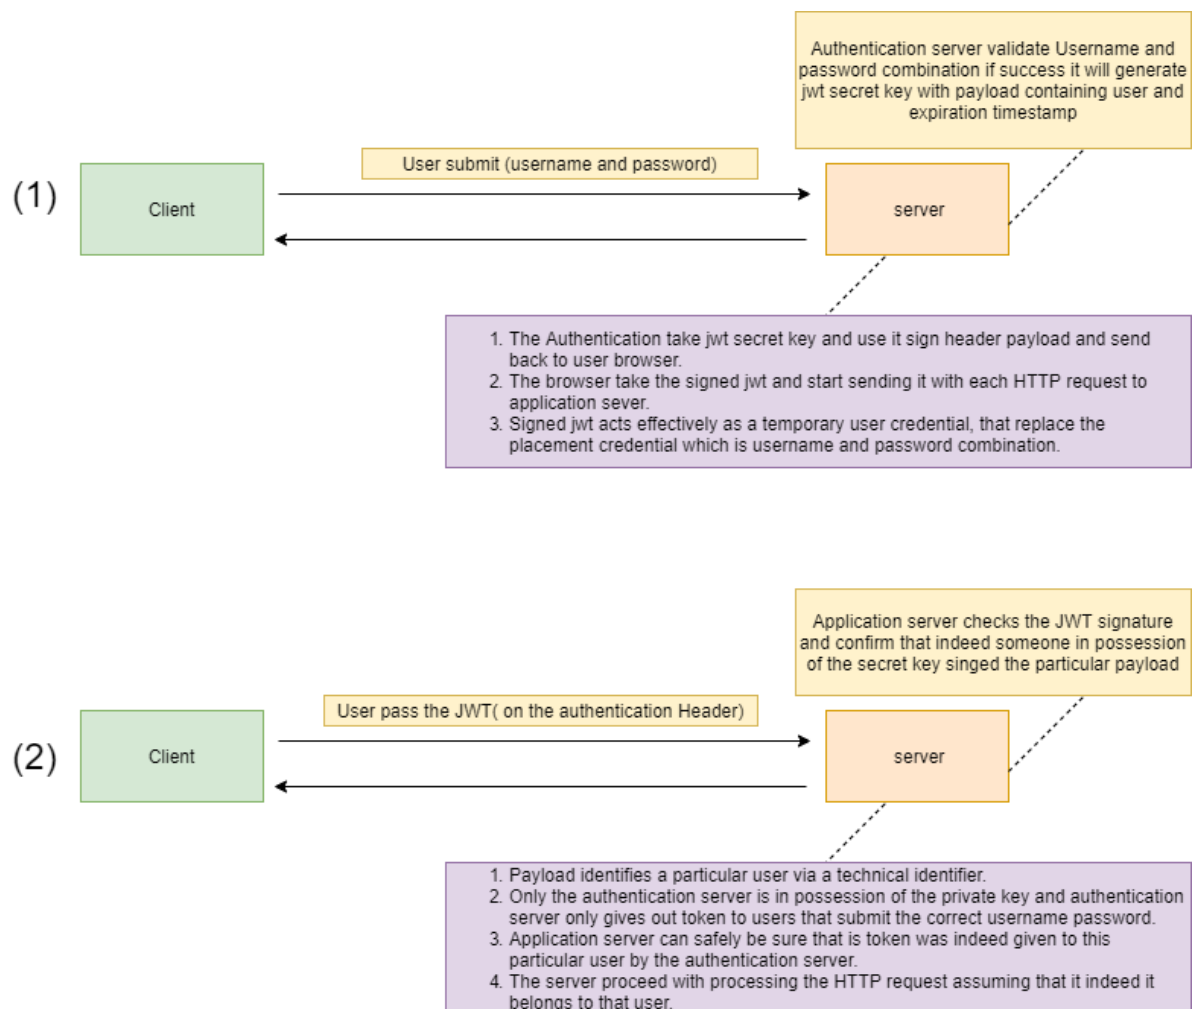 Authentication server validate Username and
password combination if success it will generate
jwt secret key with payload containing user and
expiration timestamp
User submit (username and password)
(1)
Client
server
1. The Authentication take jwt secret key and use it sign header payload and send
back to user browser.
2. The browser take the signed jwt and start sending it with each HTTP request to
application sever.
3. Signed jwt acts effectively as a temporary user credential, that replace the
placement credential which is username and password combination.
Application server checks the JWT signature
and confirm that indeed someone in possession
of the secret key singed the particular payload
User pass the JWT( on the authentication Header)
(2)
Client
server
1. Payload identifies a particular user via a technical identifier.
2. Only the authentication server is in possession of the private key and authentication
server only gives out token to users that submit the correct username password.
3. Application server can safely be sure that is token was indeed given to this
particular user by the authentication server.
4. The server proceed with processing the HTTP request assuming that it indeed it
belongs to that user.